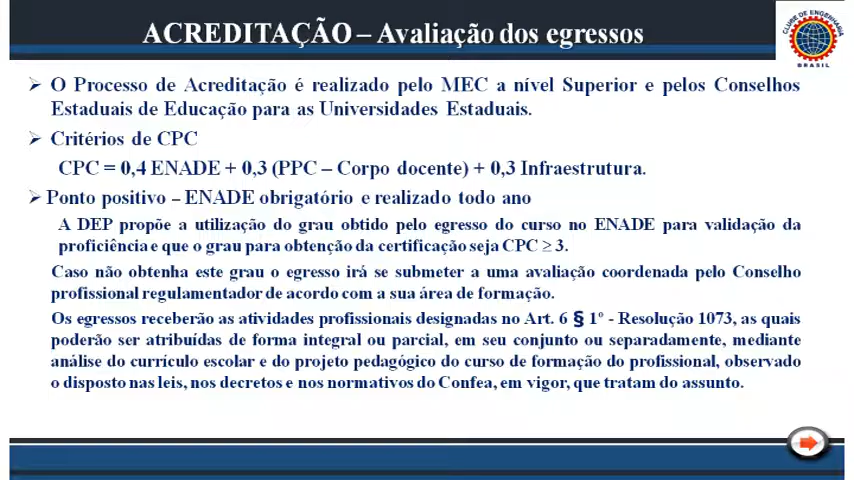 ACREDITAÇÃO – Avaliação dos egressos
CLUBE DE ENGENHARIA
BRASIL
➢ O Processo de Acreditação é realizado pelo MEC a nível Superior e pelos Conselhos
Estaduais de Educação para as Universidades Estaduais.
➢ Critérios de CPC
CPC = 0,4 ENADE + 0,3 (PPC – Corpo docente) + 0,3 Infraestrutura.
➢ Ponto positivo – ENADE obrigatório e realizado todo ano
A DEP propõe a utilização do grau obtido pelo egresso do curso no ENADE para validação da
proficiência e que o grau para obtenção da certificação seja CPC ≥ 3.
Caso não obtenha este grau o egresso irá se submeter a uma avaliação coordenada pelo Conselho
profissional regulamentador de acordo com a sua área de formação.
Os egressos receberão as atividades profissionais designadas no Art. 6 § 1º - Resolução 1073, as quais
poderão ser atribuídas de forma integral ou parcial, em seu conjunto ou separadamente, mediante
análise do currículo escolar e do projeto pedagógico do curso de formação do profissional, observado
o disposto nas leis, nos decretos e nos normativos do Confea, em vigor, que tratam do assunto.